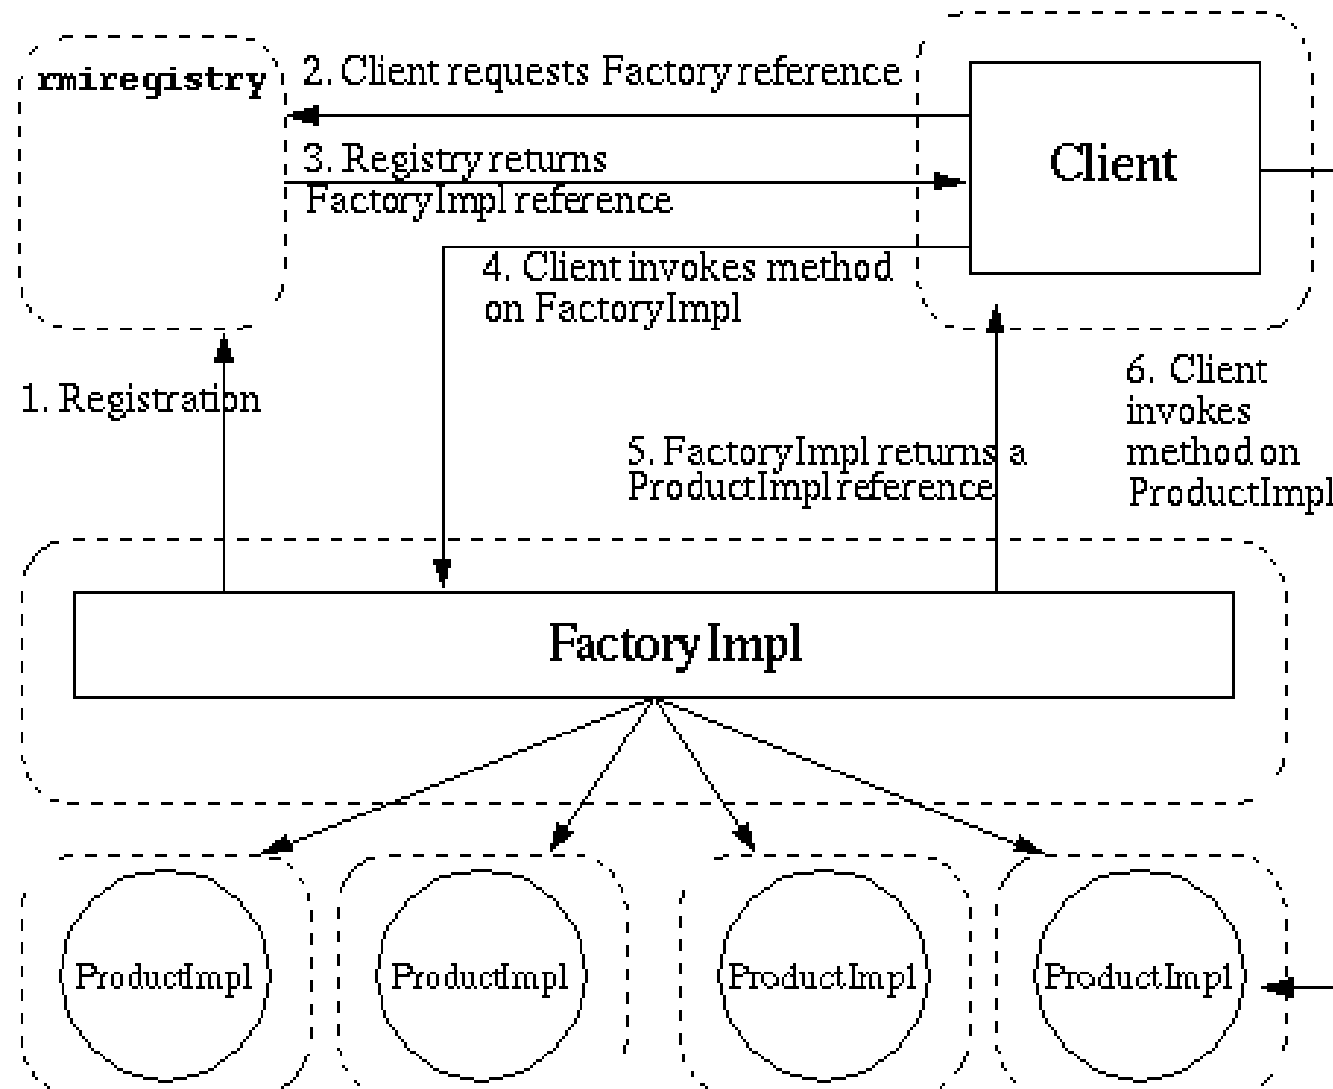 rmiregistry
2. Client requests Factory reference
Client
3. Registry returns
FactoryImpl reference
4. Client invokes method
on FactoryImpl
1. Registration
6. Client
invokes
method on
ProductImpl
5. FactoryImpl returns a
ProductImpl reference
FactoryImpl
ProductImpl
ProductImpl
ProductImpl
ProductImpl